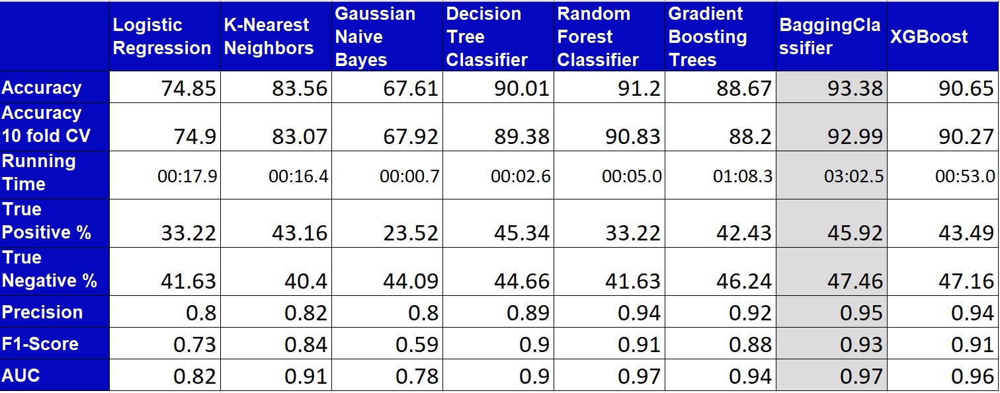 Logistic Regression K-Nearest Neighbors Gaussian Naive Bayes Decision Tree Classifier Random Forest Classifier Gradient Boosting Trees BaggingCla ssifier XGBoost
Accuracy 74.85 83.56 67.61 90.01 91.2 88.67 93.38 90.65
Accuracy 10 fold CV 74.9 83.07 67.92 89.38 90.83 88.2 92.99 90.27
Running Time 00:17.9 00:16.4 00:00.7 00:02.6 00:05.0 01:08.3 03:02.5 00:53.0
True Positive % 33.22 43.16 23.52 45.34 33.22 42.43 45.92 43.49
True Negative % 41.63 40.4 44.09 44.66 41.63 46.24 47.46 47.16
Precision 0.8 0.82 0.8 0.89 0.94 0.92 0.95 0.94
F1-Score 0.73 0.84 0.59 0.9 0.91 0.88 0.93 0.91
AUC 0.82 0.91 0.78 0.9 0.97 0.94 0.97 0.96